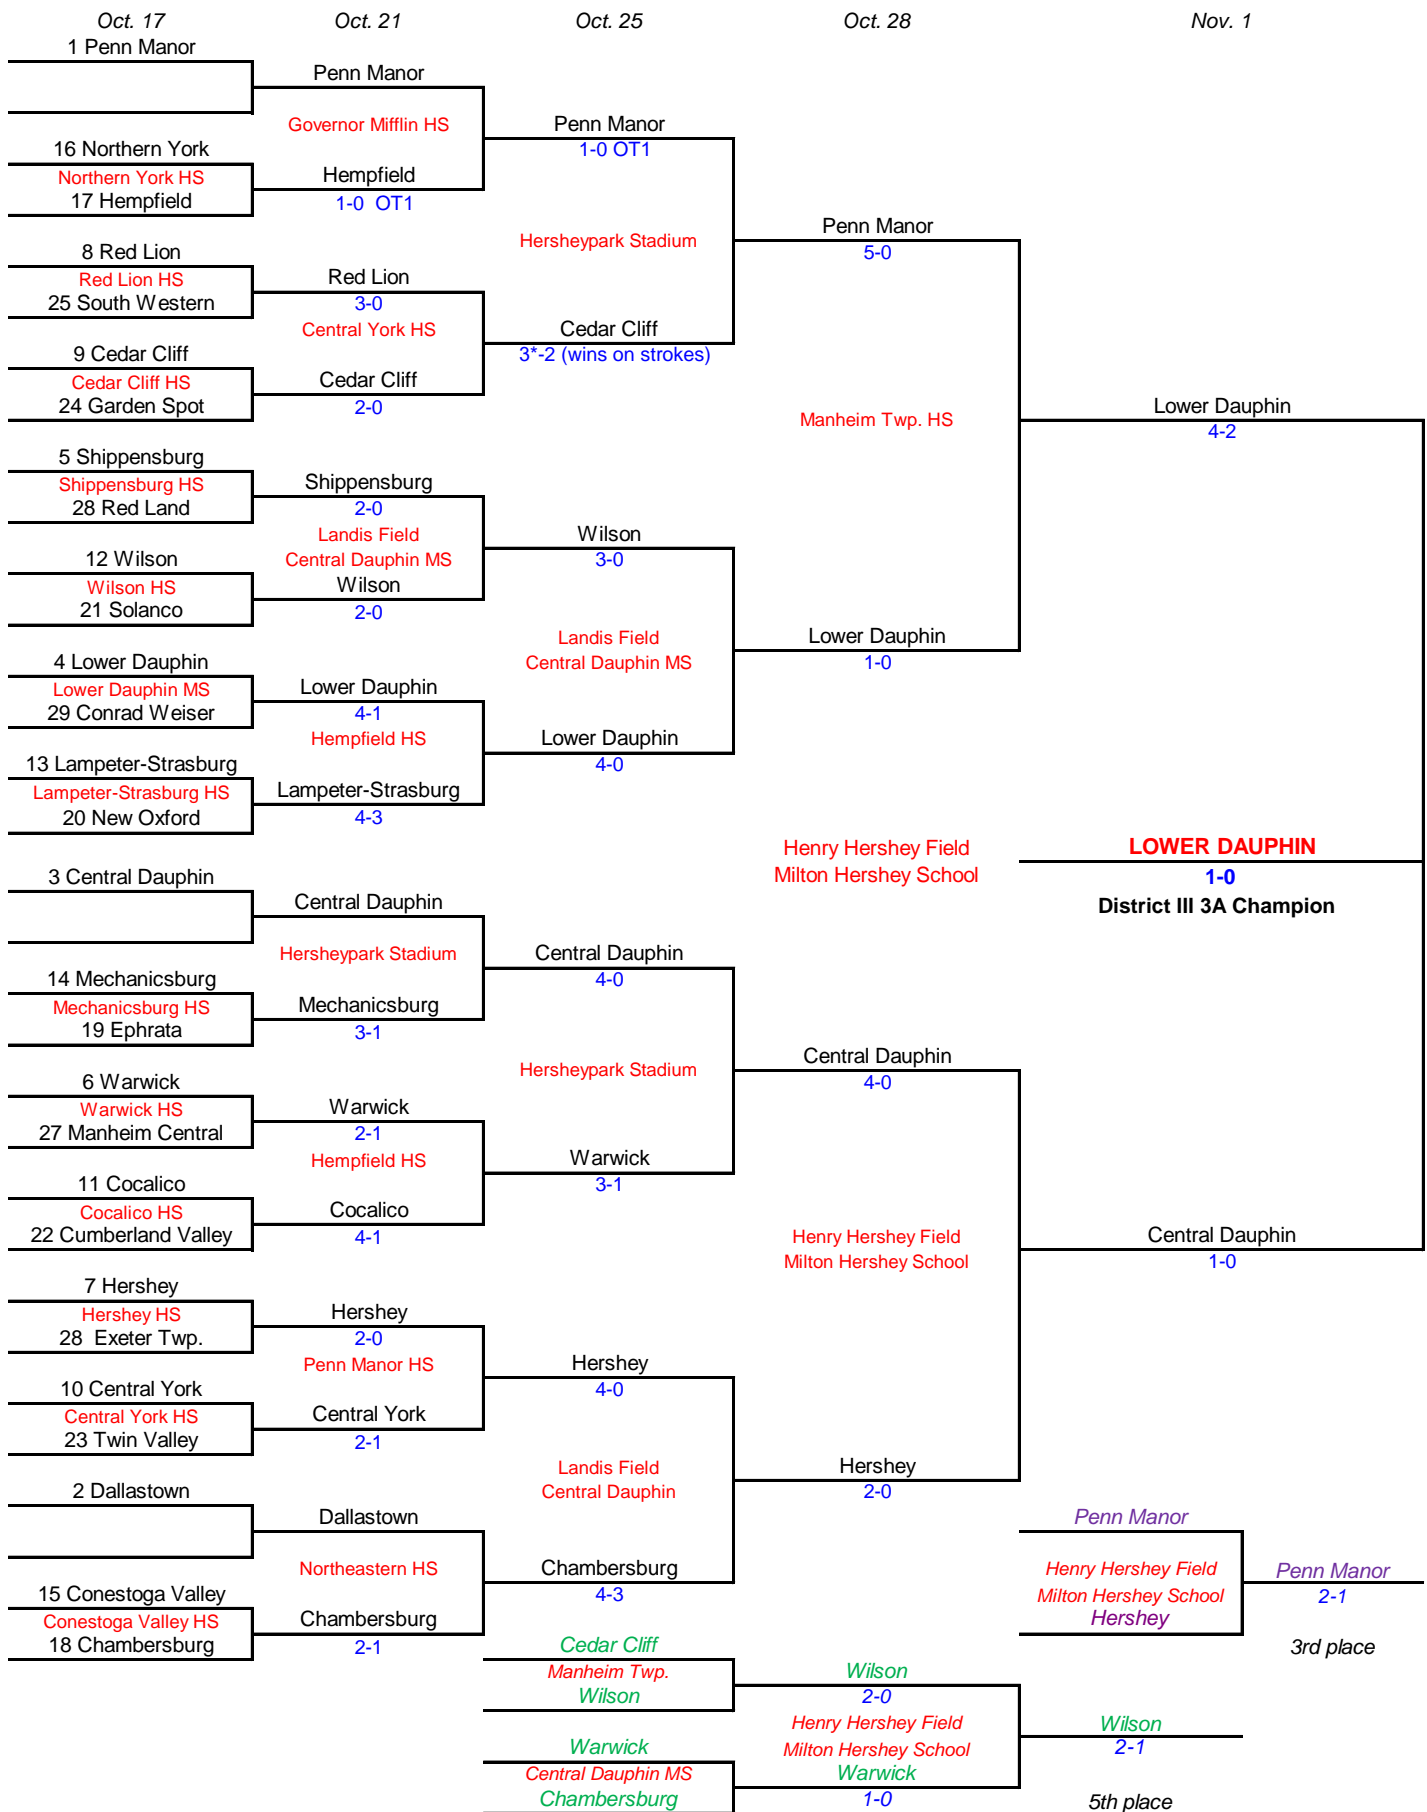 Oct. 17
Oct. 21
Oct. 25
Oct. 28
Nov. 1
1 Penn Manor
16 Northern York
Northern York HS
17 Hempfield
8 Red Lion
Red Lion HS
25 South Western
9 Cedar Cliff
Cedar Cliff HS
24 Garden Spot
5 Shippensburg
Shippensburg HS
28 Red Land
12 Wilson
Wilson HS
21 Solanco
4 Lower Dauphin
Lower Dauphin MS
29 Conrad Weiser
13 Lampeter-Strasburg
Lampeter-Strasburg HS
20 New Oxford
3 Central Dauphin
14 Mechanicsburg
Mechanicsburg HS
19 Ephrata
6 Warwick
Warwick HS
27 Manheim Central
11 Cocalico
Cocalico HS
22 Cumberland Valley
7 Hershey
Hershey HS
28  Exeter Twp.
10 Central York
Central York HS
23 Twin Valley
2 Dallastown
15 Conestoga Valley
Conestoga Valley HS
18 Chambersburg
Penn Manor
Governor Mifflin HS
Hempfield
1-0  OT1
Red Lion
3-0
Central York HS
Cedar Cliff
2-0
Shippensburg
2-0
Landis Field
Central Dauphin MS
Wilson
2-0
Lower Dauphin
4-1
Hempfield HS
Lampeter-Strasburg
4-3
Central Dauphin
Hersheypark Stadium
Mechanicsburg
3-1
Warwick
2-1
Hempfield HS
Cocalico
4-1
Hershey
2-0
Penn Manor HS
Central York
2-1
Dallastown
Northeastern HS
Chambersburg
2-1
Penn Manor
1-0 OT1
Hersheypark Stadium
Cedar Cliff
3*-2 (wins on strokes)
Wilson
3-0
Landis Field
Central Dauphin MS
Lower Dauphin
4-0
Central Dauphin
4-0
Hersheypark Stadium
Warwick
3-1
Hershey
4-0
Landis Field
Central Dauphin
Chambersburg
4-3
Cedar Cliff
Manheim Twp.
Wilson
Warwick
Central Dauphin MS
Chambersburg
Penn Manor
5-0
Manheim Twp. HS
Lower Dauphin
1-0
Henry Hershey Field
Milton Hershey School
Central Dauphin
4-0
Henry Hershey Field
Milton Hershey School
Hershey
2-0
Wilson
2-0
Henry Hershey Field
Milton Hershey School
Warwick
1-0
Lower Dauphin
4-2
LOWER DAUPHIN
1-0
District III 3A Champion
Central Dauphin
1-0
Penn Manor
Henry Hershey Field
Milton Hershey School
Hershey
Penn Manor
2-1
3rd place
Wilson
2-1
5th place